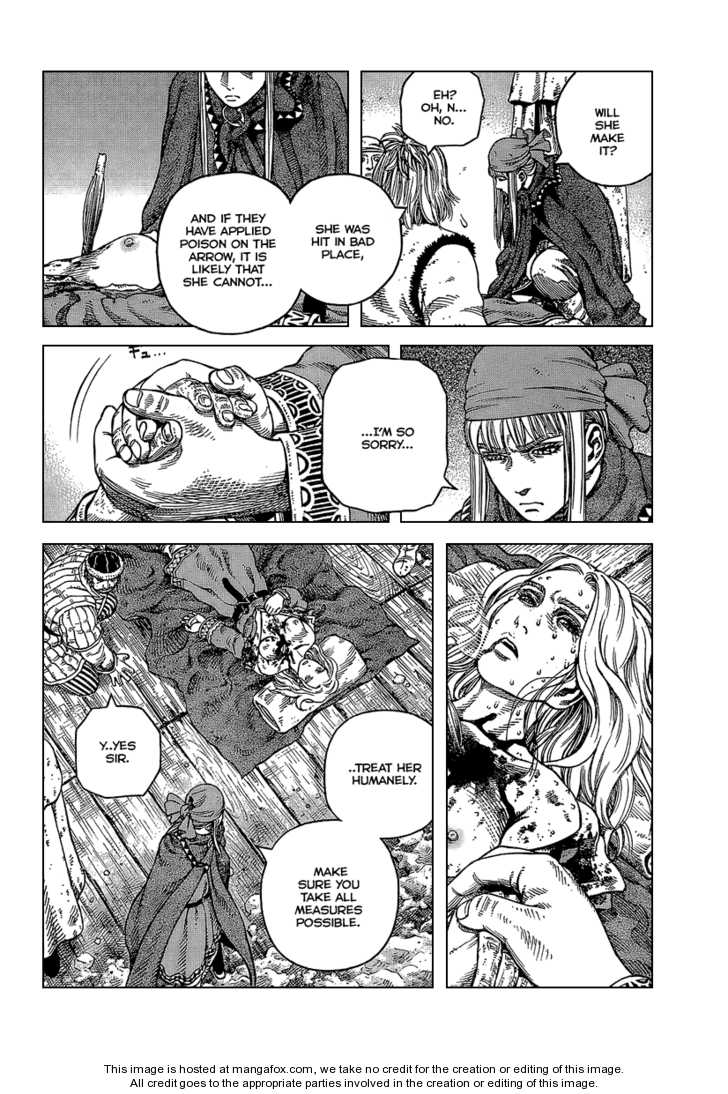 WILL
SHE
MAKE
IT?
EH?
OH, N...
NO.
SHE WAS
HIT IN BAD
PLACE,
AND IF THEY
HAVE APPLIED
POISON ON THE
ARROW, IT IS
LIKELY THAT
SHE CANNOT...
...I'M SO
SORRY...
チュ...
..TREAT HER
HUMANELY.
MAKE
SURE YOU
TAKE ALL
MEASURES
POSSIBLE.
Y..YES
SIR.
This image is hosted at mangafox.com, we take no credit for the creation or editing of this image.
All credit goes to the appropriate parties involved in the creation or editing of this image.